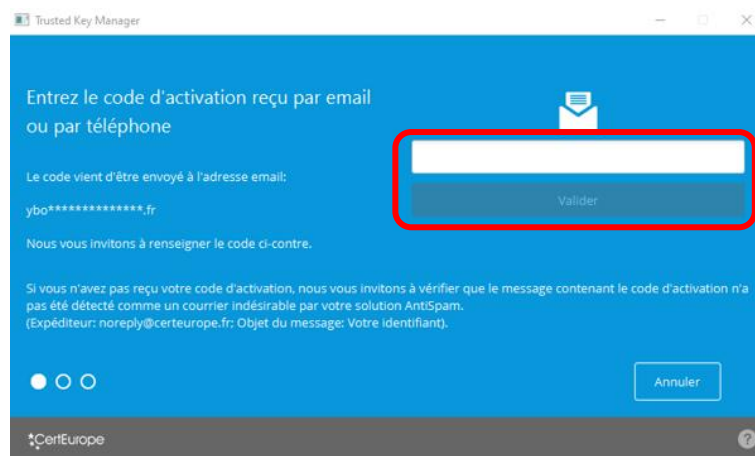 Trusted Key Manager
Entrez le code d'activation reçu par email
ou par téléphone
Le code vient d'être envoyé à l'adresse email:
ybo**************.fr
Nous vous invitons à renseigner le code ci-contre.
Valider
Si vous n'avez pas reçu votre code d'activation, nous vous invitons à vérifier que le message contenant le code d'activation n'a
pas été détecté comme un courrier indésirable par votre solution AntiSpam.
(Expéditeur: noreply@certeurope.fr; Objet du message: Votre identifiant).
Annuler
CertEurope
?